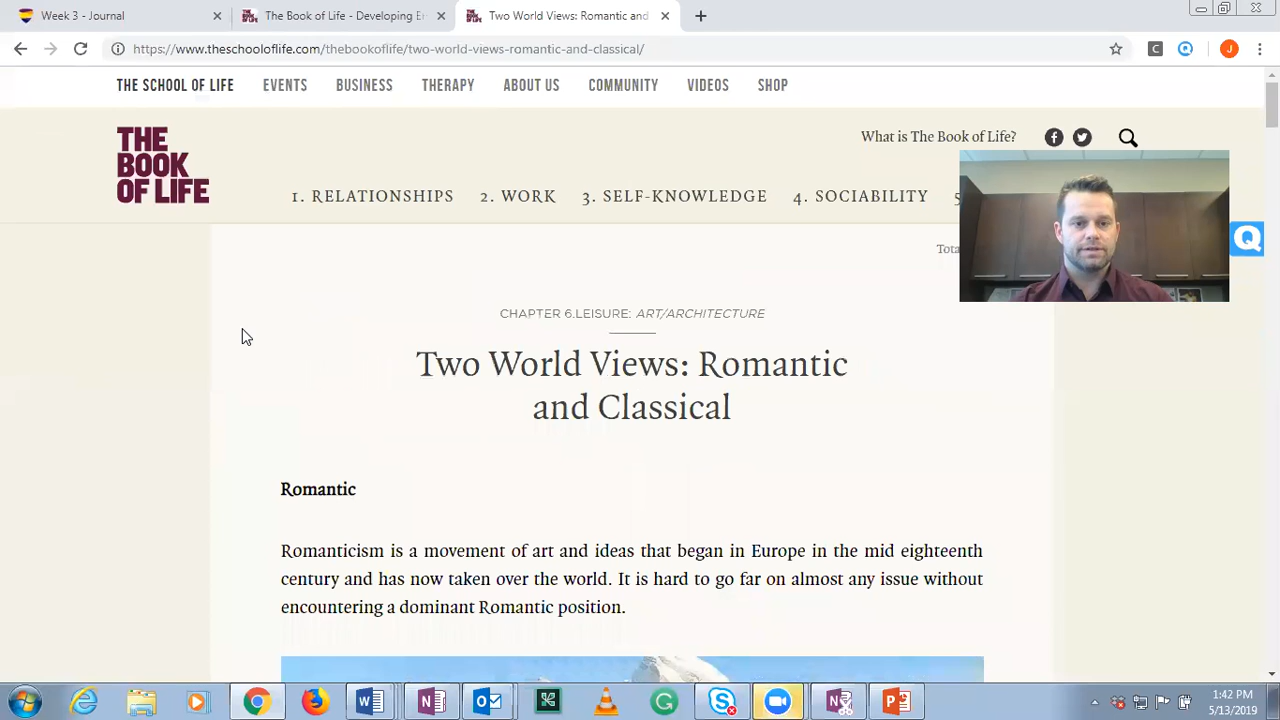 Week 3 - Journal
The Book of Life - Developing E
Two World Views: Romantic and
https://www.theschooloflife.com/thebookoflife/two-world-views-romantic-and-classical/
C
J
THE SCHOOL OF LIFE EVENTS BUSINESS THERAPY ABOUT US COMMUNITY VIDEOS SHOP
THE
BOOK
OF LIFE
What is The Book of Life?
1. RELATIONSHIPS 2. WORK 3. SELF-KNOWLEDGE 4. SOCIABILITY 5
Q
Tota
CHAPTER 6.LEISURE: ART/ARCHITECTURE
Two World Views: Romantic
and Classical
Romantic
Romanticism is a movement of art and ideas that began in Europe in the mid eighteenth
century and has now taken over the world. It is hard to go far on almost any issue without
encountering a dominant Romantic position.
1:42 PM
5/13/2019